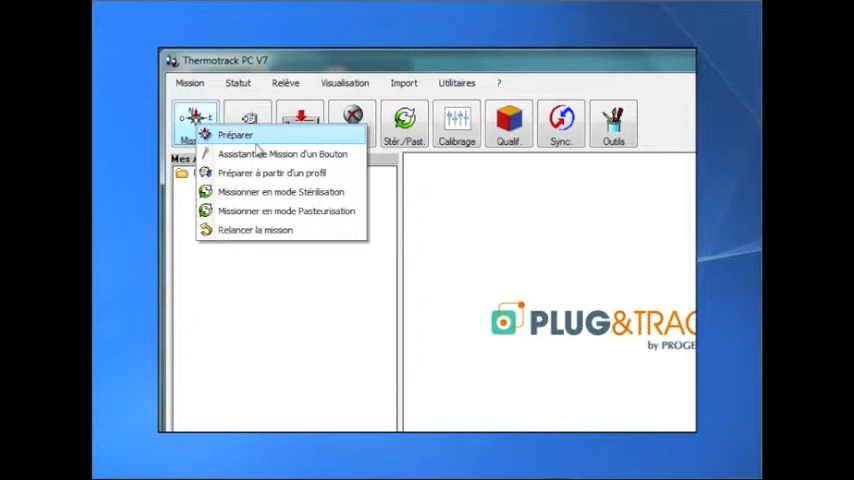 Thermotrack PC V7
Mission Statut Relève Visualisation Import Utilitaires ?
N
O E
Stér./Past. Calibrage Qualif. Sync. Outils
Préparer
Assistant de Mission d'un Bouton
Préparer à partir d'un profil
Missionner en mode Stérilisation
Missionner en mode Pasteurisation
Relancer la mission
PLUG&TRAC
by PROGE